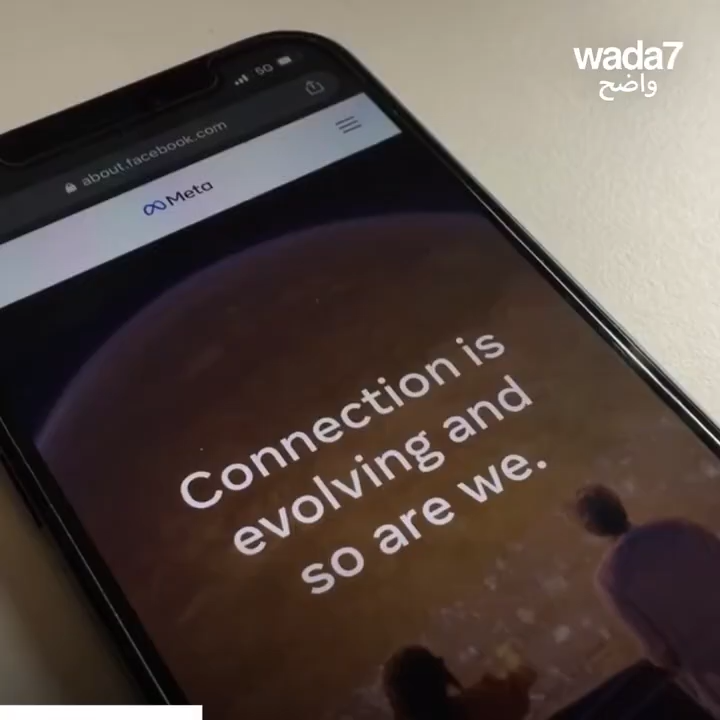 wada7
واضح
5G
about.facebook.com
Meta
Connection is
evolving and
so are we.